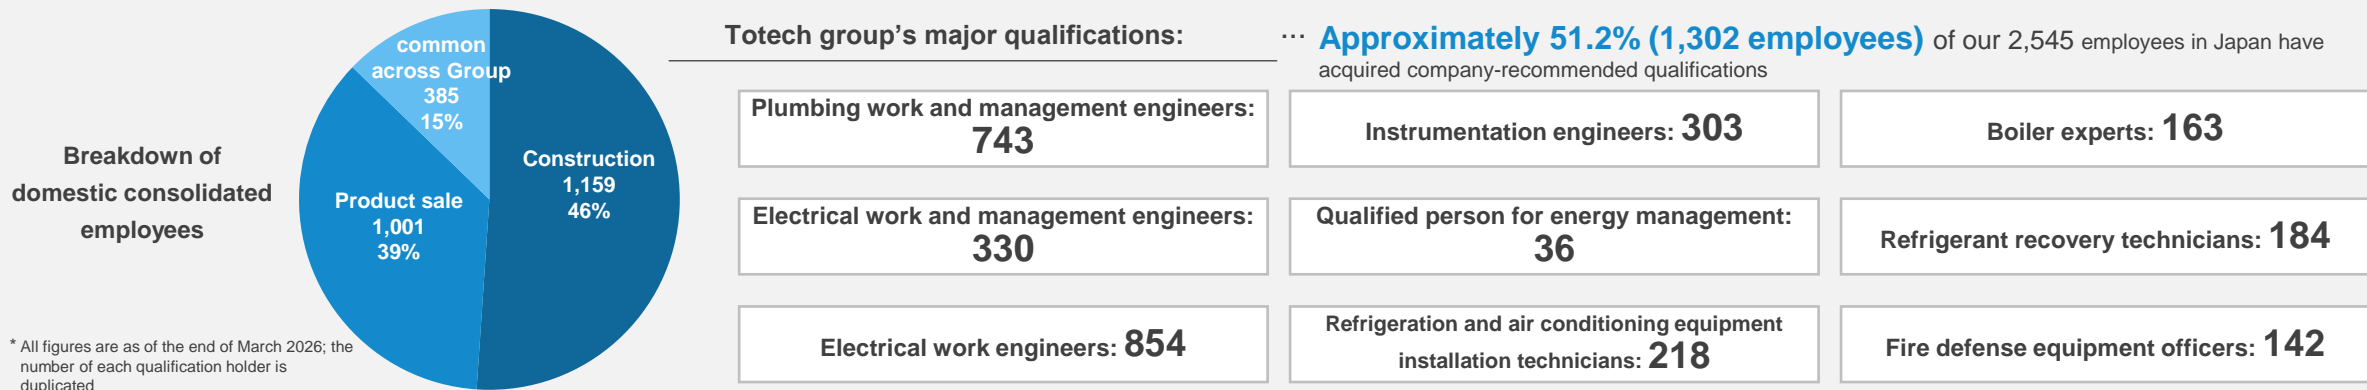 Breakdown of
domestic consolidated
employees
common
across Group
385
15%
Construction
1,159
46%
Product sale
1,001
39%
* All figures are as of the end of March 2026; the
number of each qualification holder is
duplicated
Totech group's major qualifications:
… Approximately 51.2% (1,302 employees) of our 2,545 employees in Japan have
acquired company-recommended qualifications
Plumbing work and management engineers:
743
Instrumentation engineers: 303
Boiler experts: 163
Electrical work and management engineers:
330
Qualified person for energy management:
36
Refrigerant recovery technicians: 184
Electrical work engineers: 854
Refrigeration and air conditioning equipment
installation technicians: 218
Fire defense equipment officers: 142